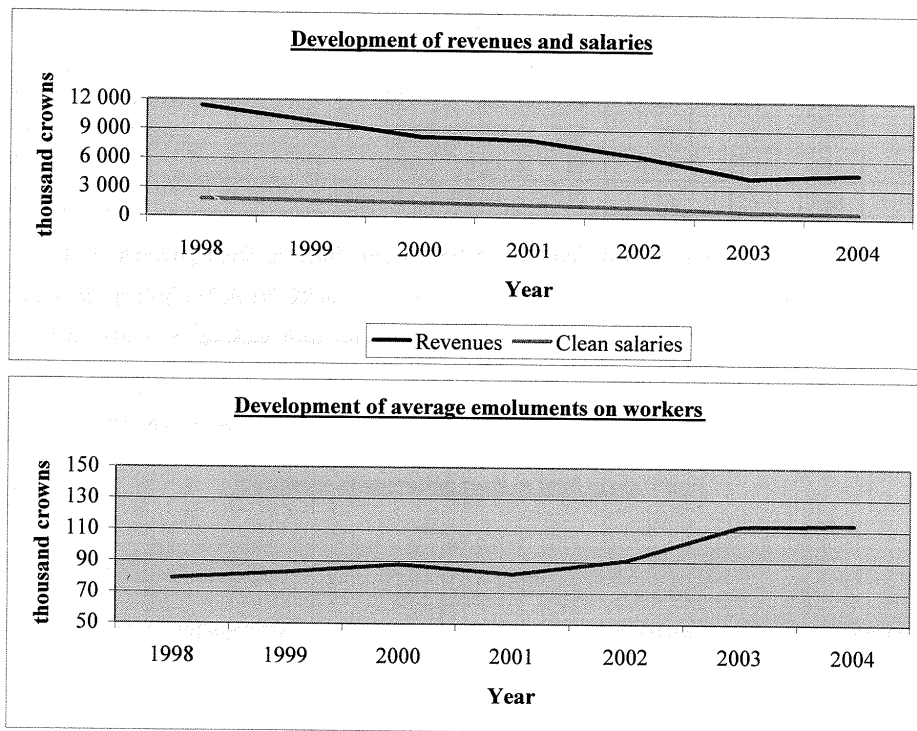 Development of revenues and salaries
thousand crowns
12 000
9 000
6 000
3 000
0
1998 1999 2000 2001 2002 2003 2004
Year
Revenues Clean salaries
Development of average emoluments on workers
thousand crowns
150
130
110
90
70
50
1998 1999 2000 2001 2002 2003 2004
Year